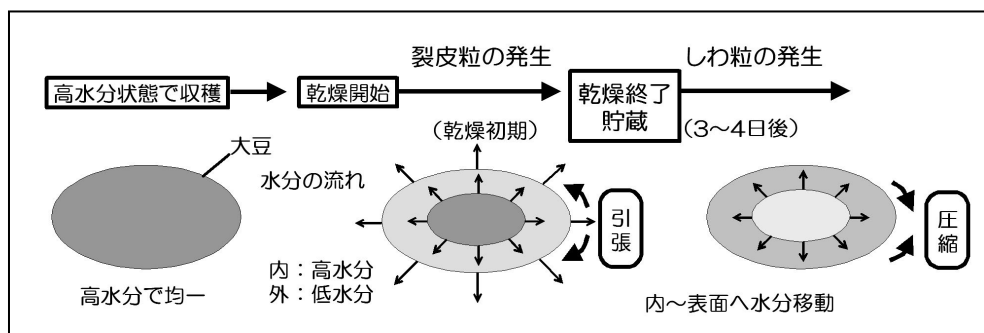 裂皮粒の発生
しわ粒の発生
高水分状態で収穫
乾燥開始
乾燥終了
貯蔵
（乾燥初期）
（3～4日後）
大豆
水分の流れ
引張
圧縮
内：高水分
外：低水分
高水分で均一
内～表面へ水分移動